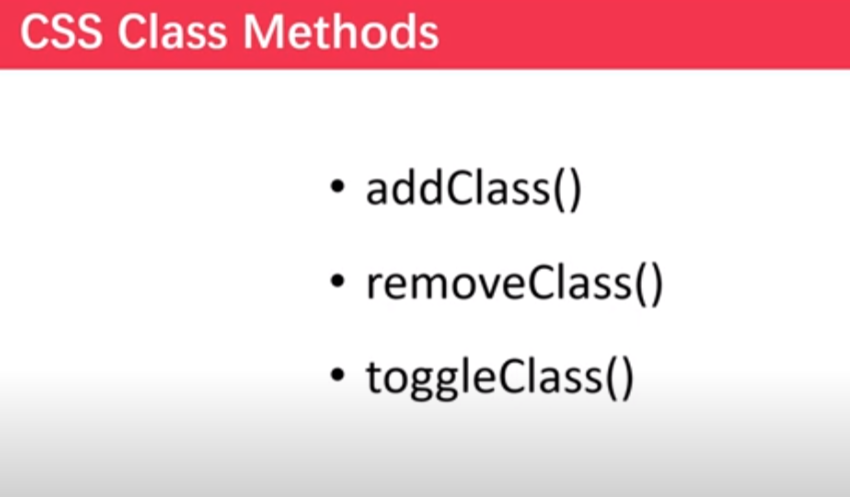 CSS Class Methods
• addClass()
• removeClass()
• toggleClass()